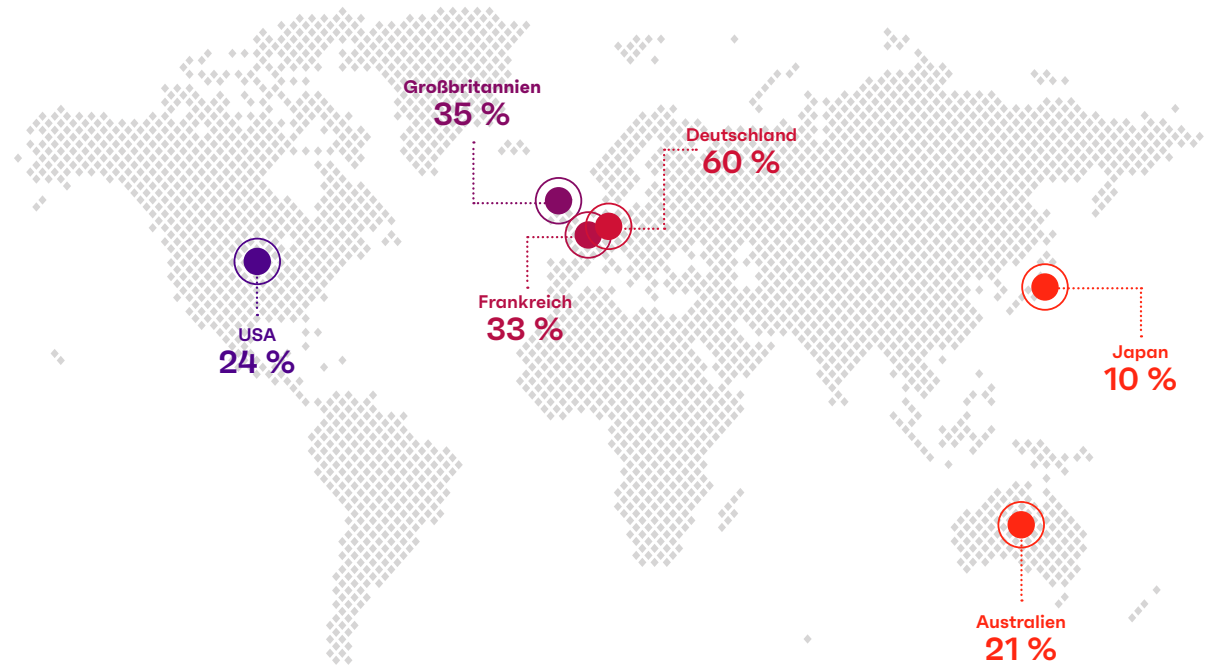 Großbritannien
35 %
Deutschland
60 %
Frankreich
33 %
USA
24 %
Japan
10 %
Australien
21 %